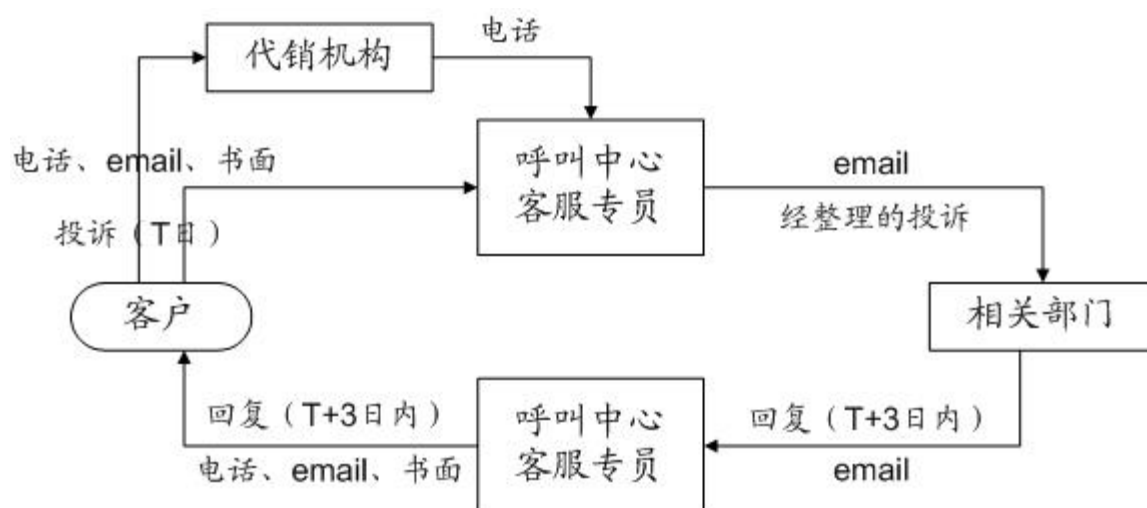 代销机构
电话
电话、email、书面
呼叫中心
客服专员
email
经整理的投诉
投诉（T日）
客户
相关部门
回复（T+3日内）
电话、email、书面
呼叫中心
客服专员
回复（T+3日内）
email